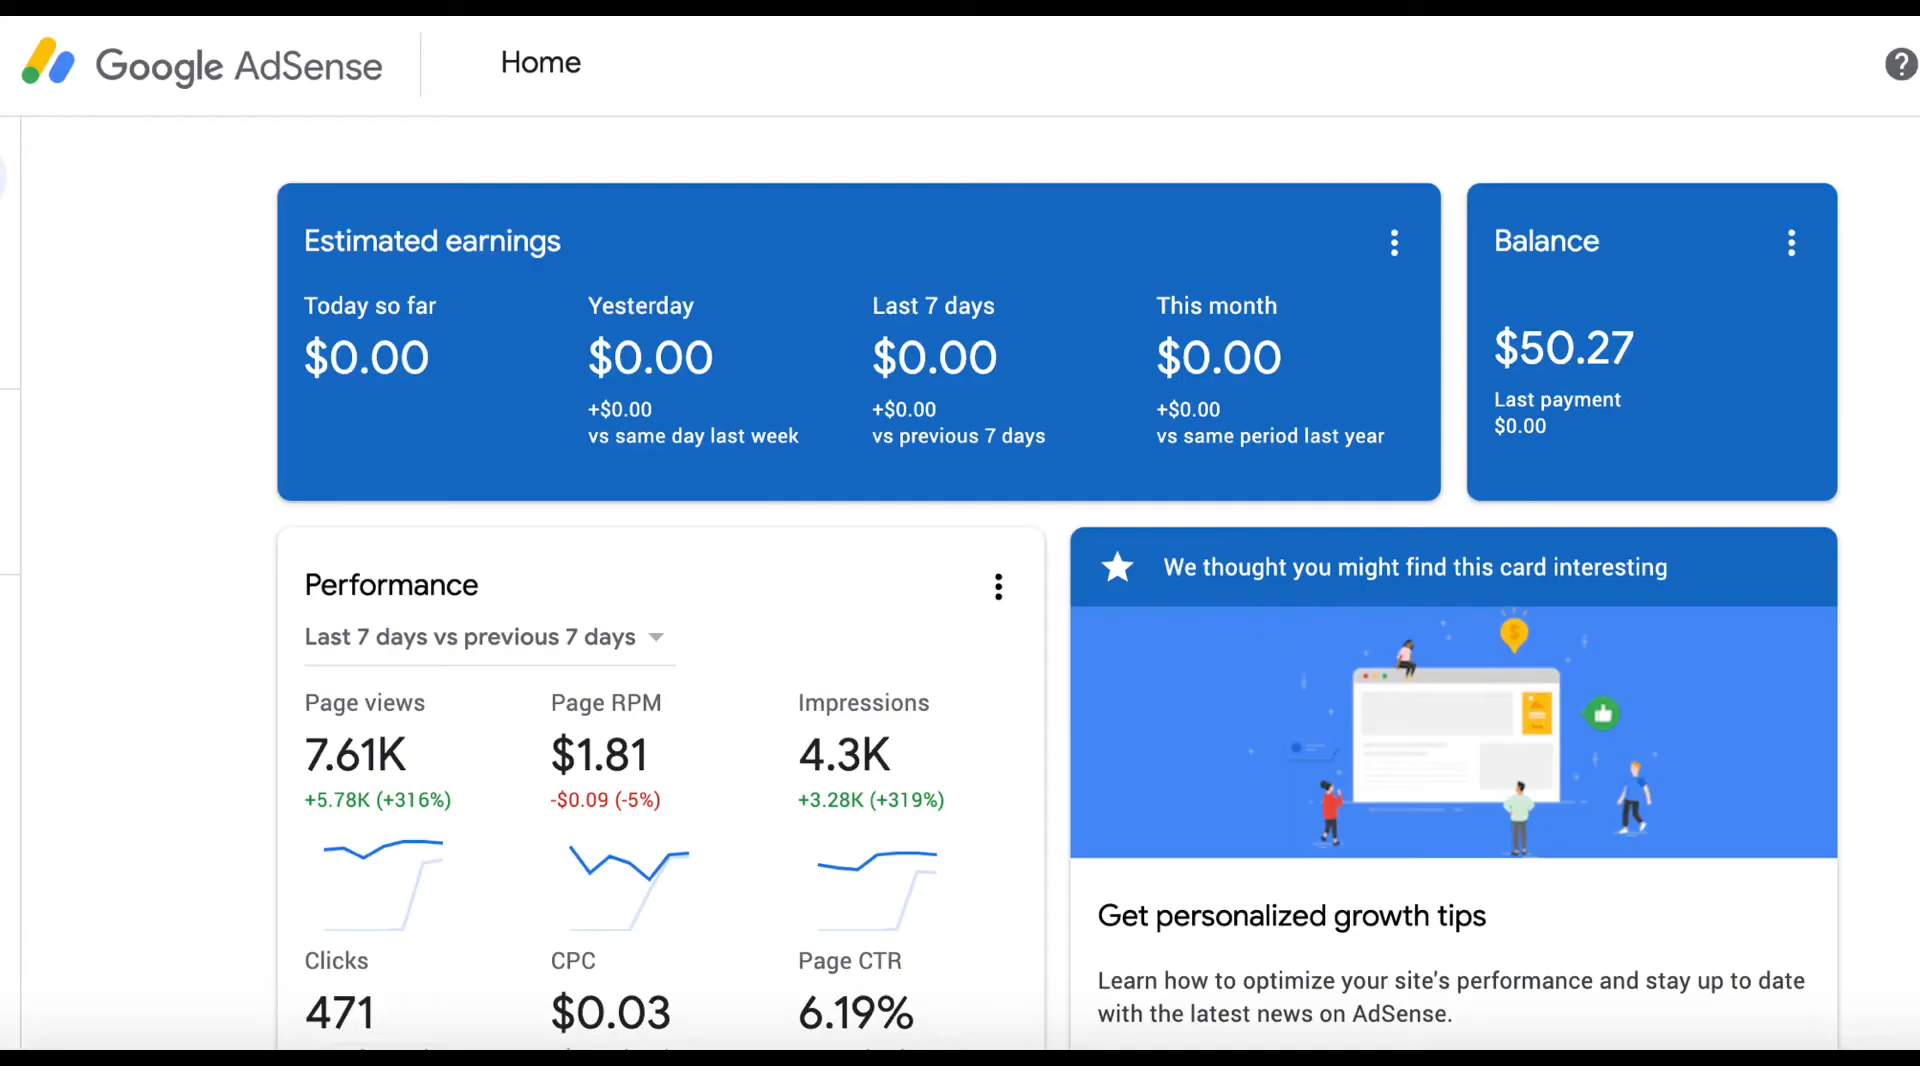 Google AdSense
Home
?
Estimated earnings
Today so far
$0.00
Yesterday
$0.00
+$0.00
vs same day last week
Last 7 days
$0.00
+$0.00
vs previous 7 days
This month
$0.00
+$0.00
vs same period last year
Balance
$50.27
Last payment
$0.00
Performance
Last 7 days vs previous 7 days
Page views
7.61K
+5.78K (+316%)
Page RPM
$1.81
-$0.09 (-5%)
Impressions
4.3K
+3.28K (+319%)
Clicks
471
CPC
$0.03
Page CTR
6.19%
We thought you might find this card interesting
$
Get personalized growth tips
Learn how to optimize your site's performance and stay up to date
with the latest news on AdSense.